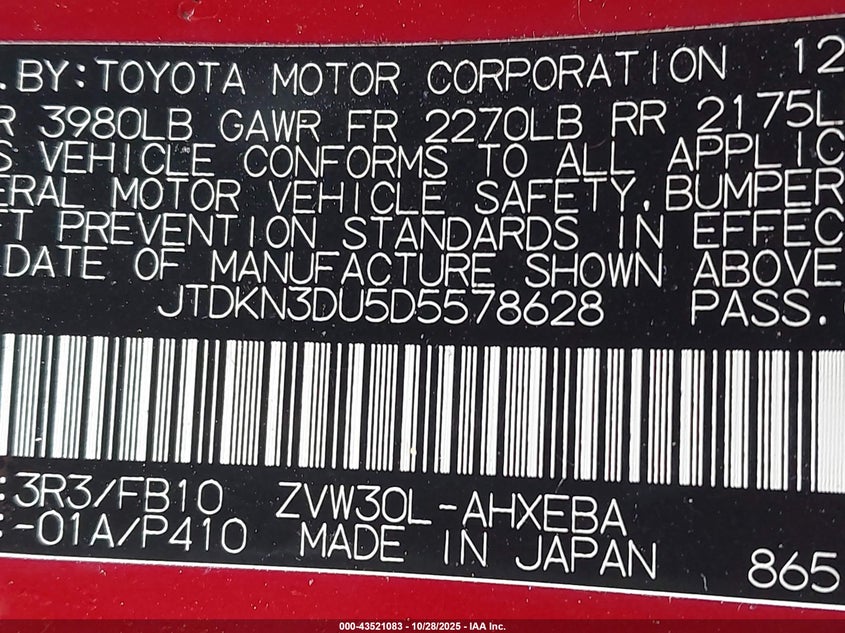 . BY: TOYOTA MOTOR CORPORATION 12
R 3980LB GAWR FR 2270LB RR 2175L
S VEHICLE CONFORMS TO ALL APPLIC
ERAL MOTOR VEHICLE SAFETY, BUMPER
FT PREVENTION STANDARDS IN EFFEC
DATE OF MANUFACTURE SHOWN ABOVE
JTDKN3DU5D5578628 PASS.
:3R3/FB10 ZVW30L-AHXEBA
:-01A/P410 MADE IN JAPAN 865
000-43521083 - 10/28/2025 - IAA Inc.